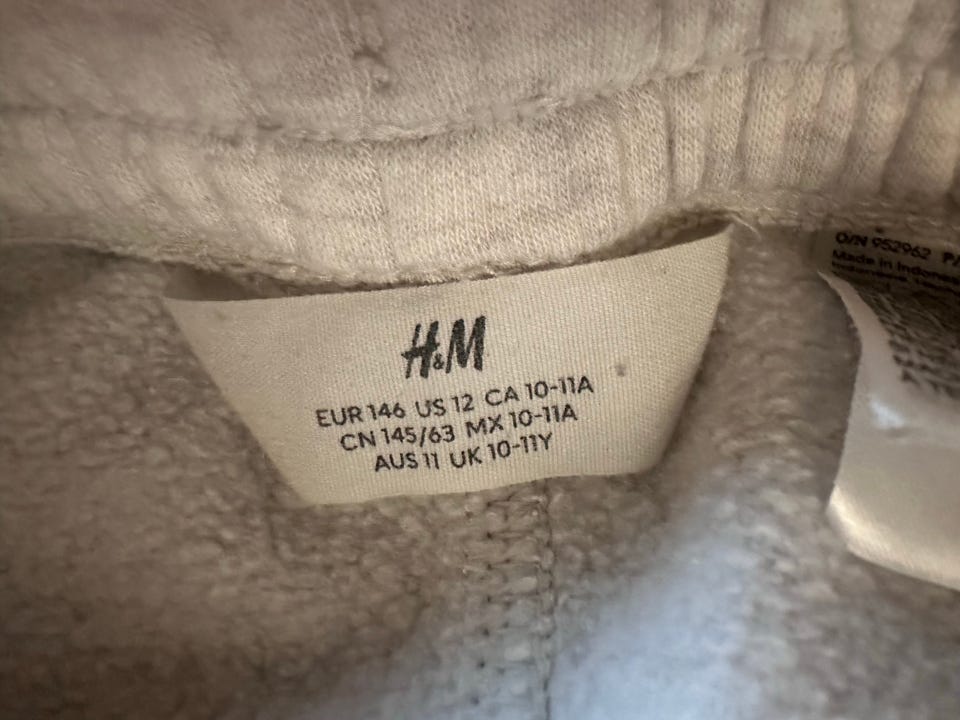 H&M
EUR 146 US 12 CA 10-11A
CN 145/63 MX 10-11A
AUS 11 UK 10-11Y
O/N 952962
Made in